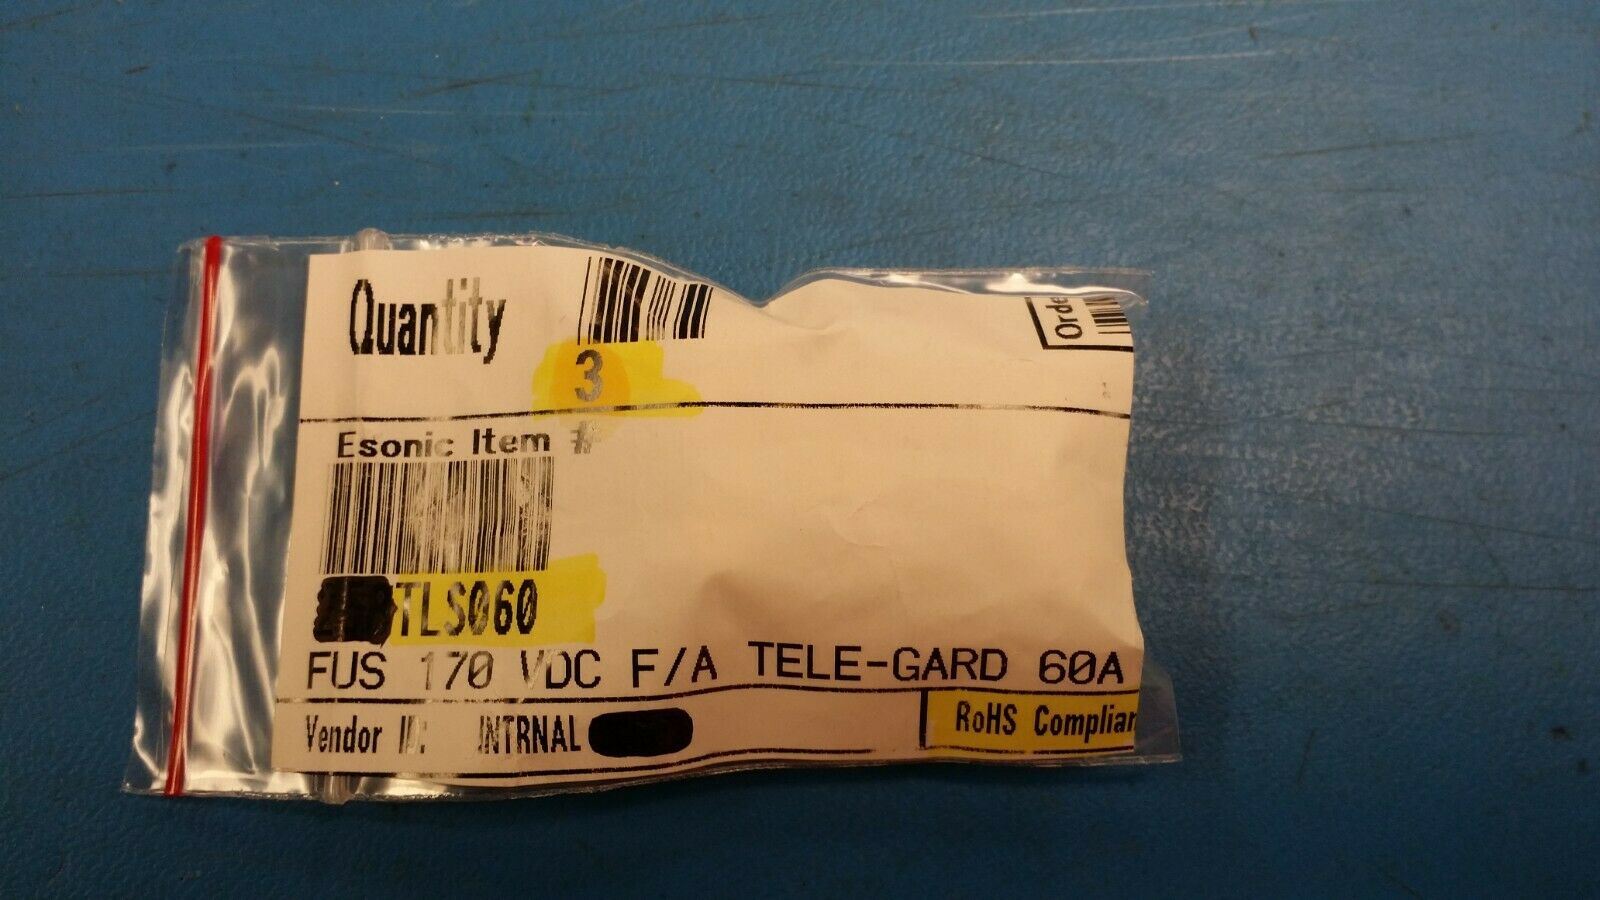 Quantity
3
Orde
Esonic Item #
TLS060
FUS 170 VDC F/A TELE-GARD 60A
Vendor ID: INTRNAL
RoHS Complian